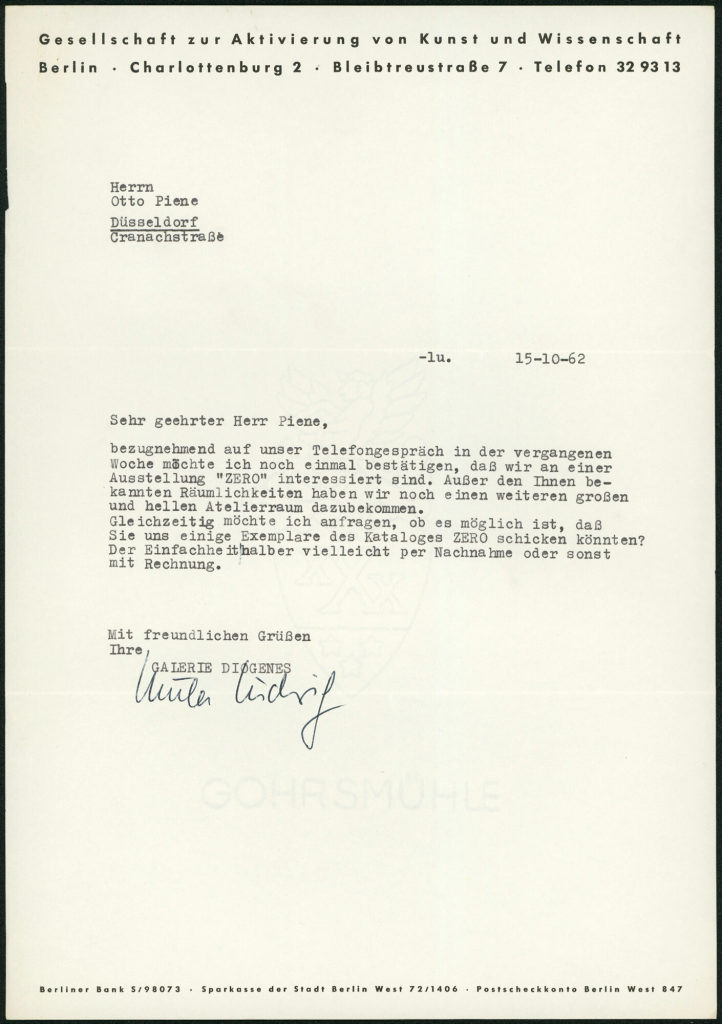 Gesellschaft zur Aktivierung von Kunst und Wissenschaft
Berlin · Charlottenburg 2 · Bleibtreustraße 7 · Telefon 32 93 13
Herrn
Otto Piene
Düsseldorf
Cranachstraße
-lu. 15-10-62
Sehr geehrter Herr Piene,
bezugnehmend auf unser Telefongespräch in der vergangenen
Woche möchte ich noch einmal bestätigen, daß wir an einer
Ausstellung "ZERO" interessiert sind. Außer den Ihnen be-
kannten Räumlichkeiten haben wir noch einen weiteren großen
und hellen Atelierraum dazubekommen.
Gleichzeitig möchte ich anfragen, ob es möglich ist, daß
Sie uns einige Exemplare des Kataloges ZERO schicken könnten?
Der Einfachheit halber vielleicht per Nachnahme oder sonst
mit Rechnung.
Mit freundlichen Grüßen
Ihre
GALERIE DIOGENES
Ludwig
GOHRSMÜHLE
Berliner Bank 5/98073 · Sparkasse der Stadt Berlin West 72/1406 · Postscheckkonto Berlin West 847